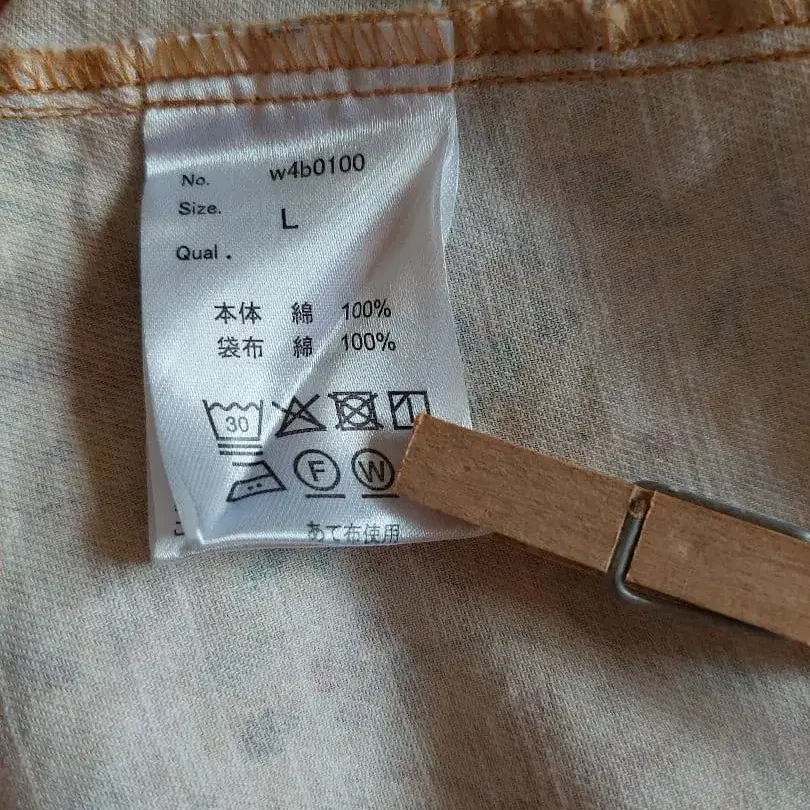 No. w4b0100
Size. L
Qual.
本体 綿 100%
袋布 綿 100%
30
F W
あて布使用